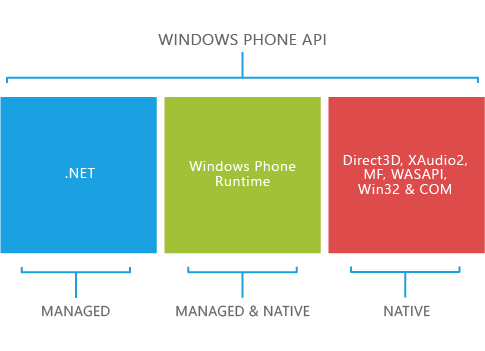 WINDOWS PHONE API
.NET
Windows Phone
Runtime
Direct3D, XAudio2,
MF, WASAPI,
Win32 & COM
MANAGED
MANAGED & NATIVE
NATIVE